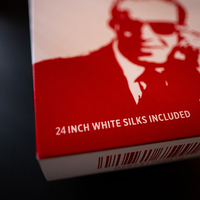 24 INCH WHITE SILKS INCLUDED